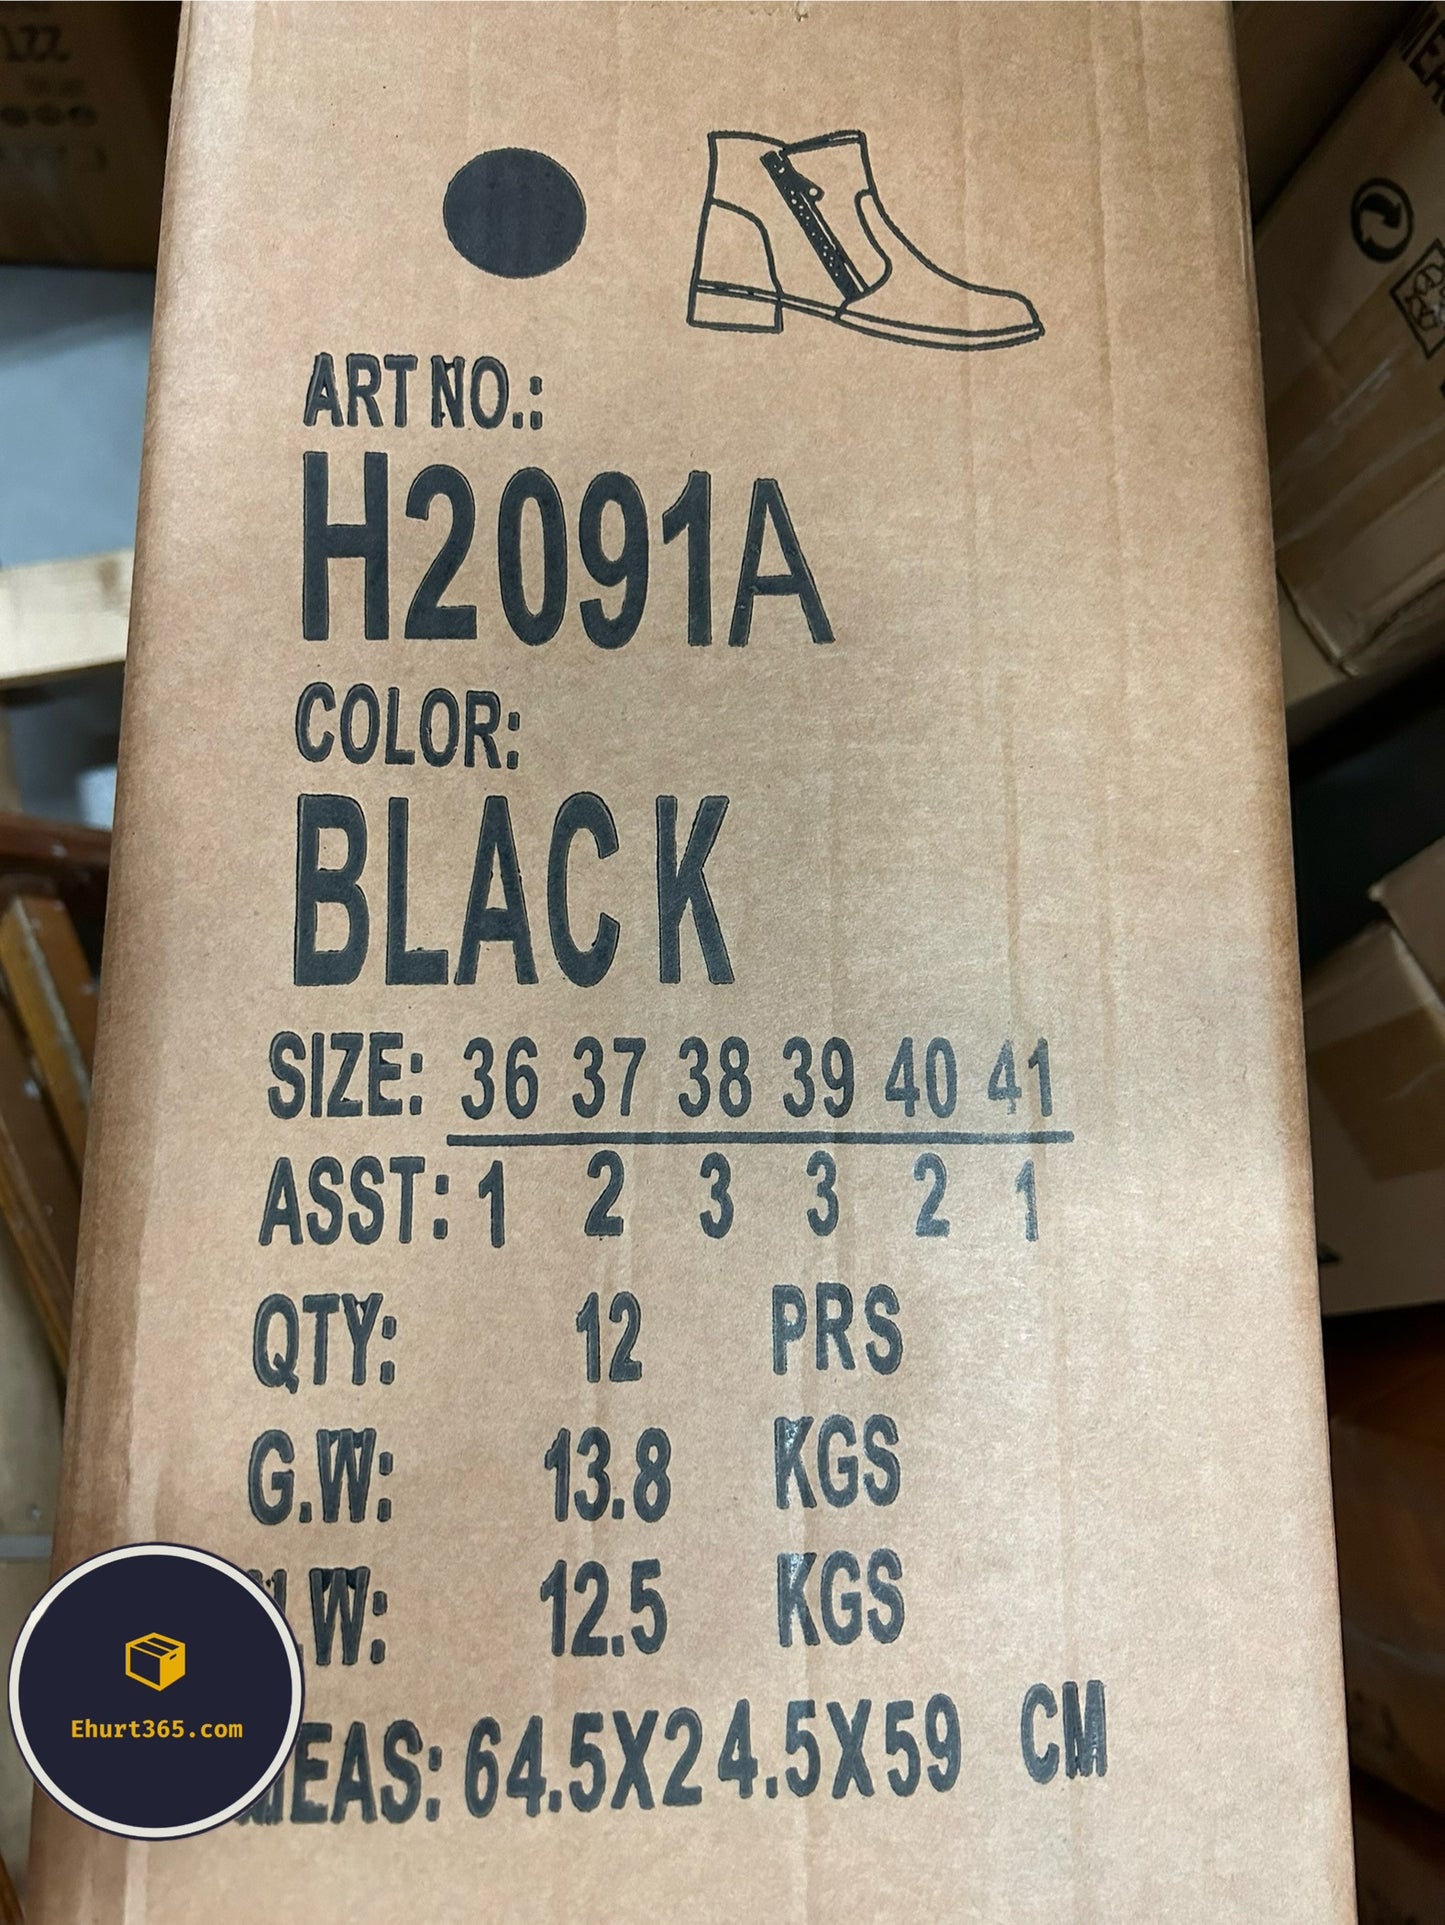 ART NO.:
H2091A
COLOR:
BLACK
SIZE: 36 37 38 39 40 41
ASST: 1 2 3 3 2 1
QTY: 12 PRS
G.W: 13.8 KGS
.W: 12.5 KGS
MEAS: 64.5X24.5X59 CM
Ehurt365.com